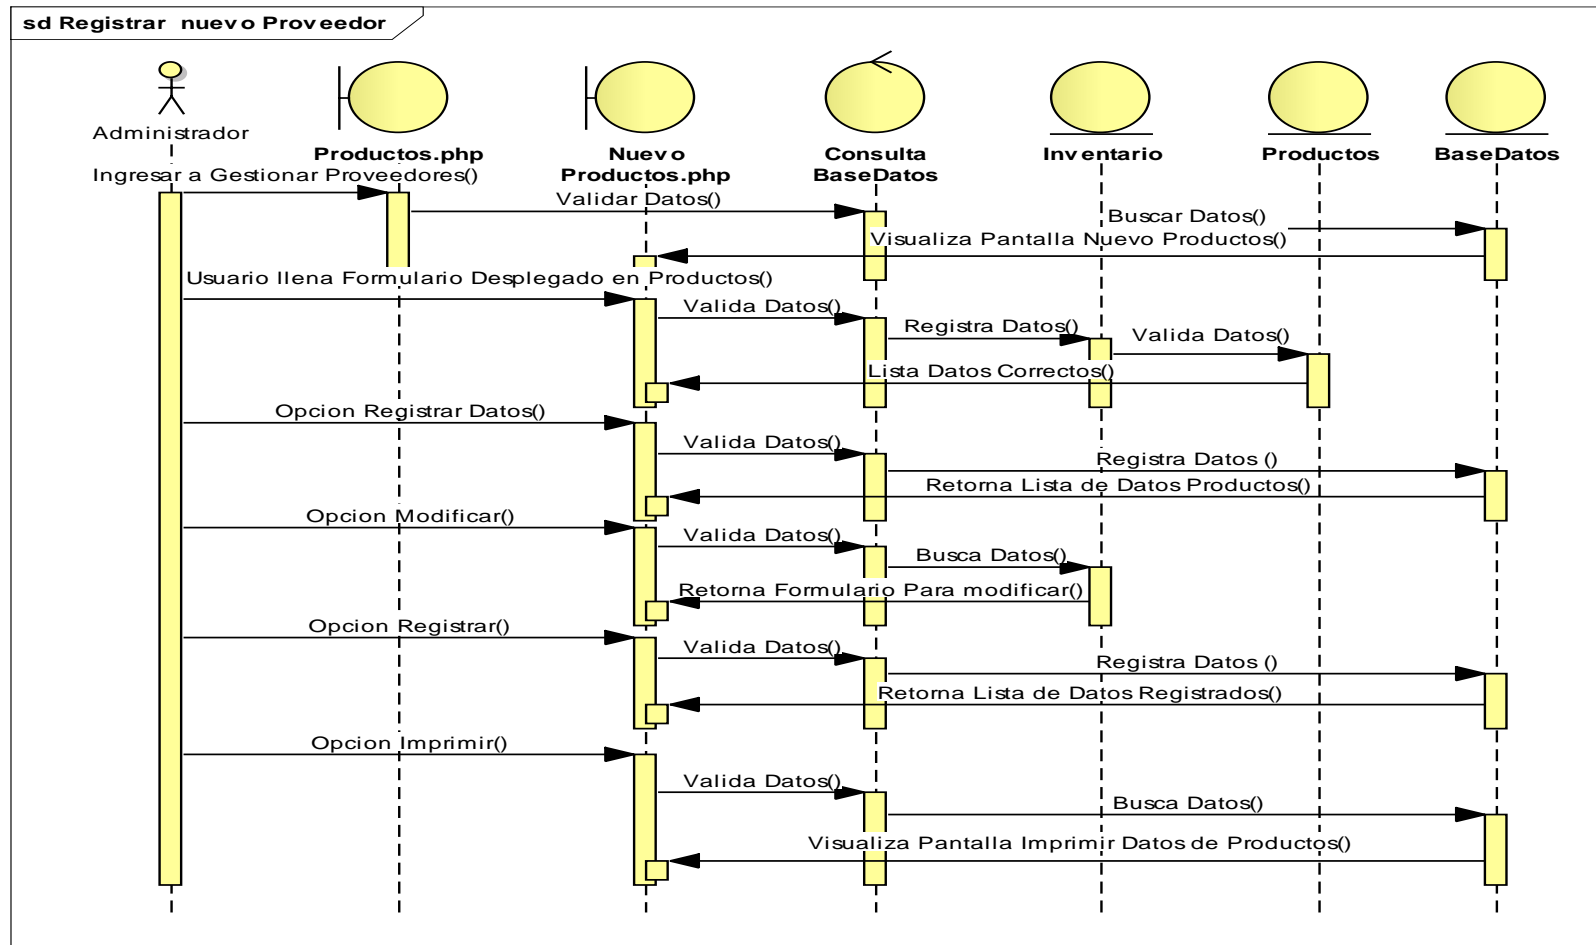 sd Registrar nuevo Proveedor
Administrador
Productos.php
Nuevo
Productos.php
Consulta
BaseDatos
Inventario
Productos
BaseDatos
Ingresar a Gestionar Proveedores()
Validar Datos()
Buscar Datos()
Visualiza Pantalla Nuevo Productos()
Usuario llena Formulario Desplegado en Productos()
Valida Datos()
Registra Datos()
Valida Datos()
Lista Datos Correctos()
Opcion Registrar Datos()
Valida Datos()
Registra Datos ()
Retorna Lista de Datos Productos()
Opcion Modificar()
Valida Datos()
Busca Datos()
Retorna Formulario Para modificar()
Opcion Registrar()
Valida Datos()
Registra Datos ()
Retorna Lista de Datos Registrados()
Opcion Imprimir()
Valida Datos()
Busca Datos()
Visualiza Pantalla Imprimir Datos de Productos()